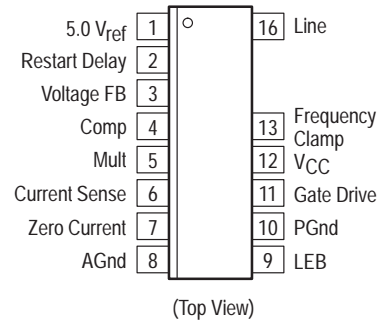 5.0 Vref 1
Restart Delay 2
Voltage FB 3
Comp 4
Mult 5
Current Sense 6
Zero Current 7
AGnd 8
16 Line
13 Frequency
Clamp
12 VCC
11 Gate Drive
10 PGnd
9 LEB
(Top View)